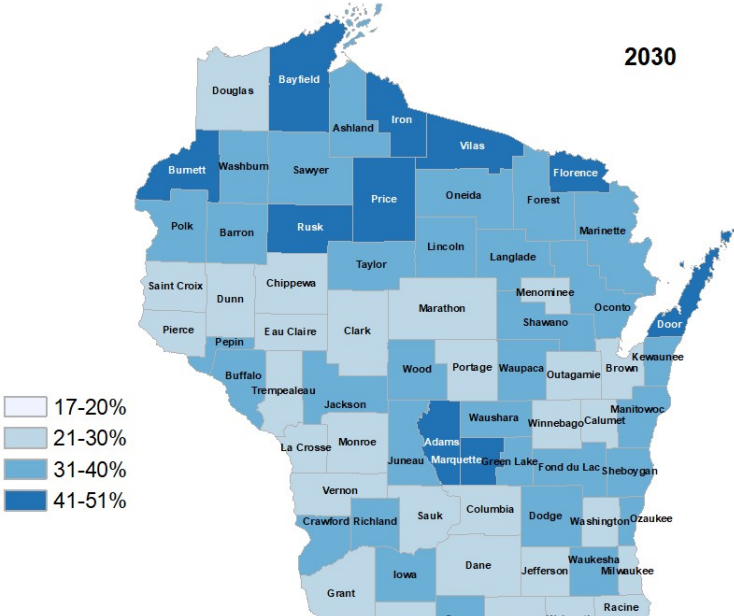 2030
Bayfield
Douglas
Iron
Ashland
Vilas
Burnett
Washburn
Sawyer
Florence
Price
Oneida
Forest
Polk
Barron
Rusk
Marinette
Lincoln
Langlade
Taylor
Saint Croix
Dunn
Chippewa
Menominee
Marathon
Oconto
Pierce
Eau Claire
Clark
Shawano
Door
Pepin
Buffalo
Wood
Portage
Waupaca
Outagamie
Brown
Kewaunee
Trempealeau
Jackson
17-20%
21-30%
31-40%
41-51%
Waushara
Winnebago
Calumet
Manitowoc
La Crosse
Monroe
Adams
Juneau
Marquette
Green Lake
Fond du Lac
Sheboygan
Vernon
Crawford
Richland
Sauk
Columbia
Dodge
Washington
Ozaukee
Iowa
Dane
Jefferson
Waukesha
Milwaukee
Grant
Racine